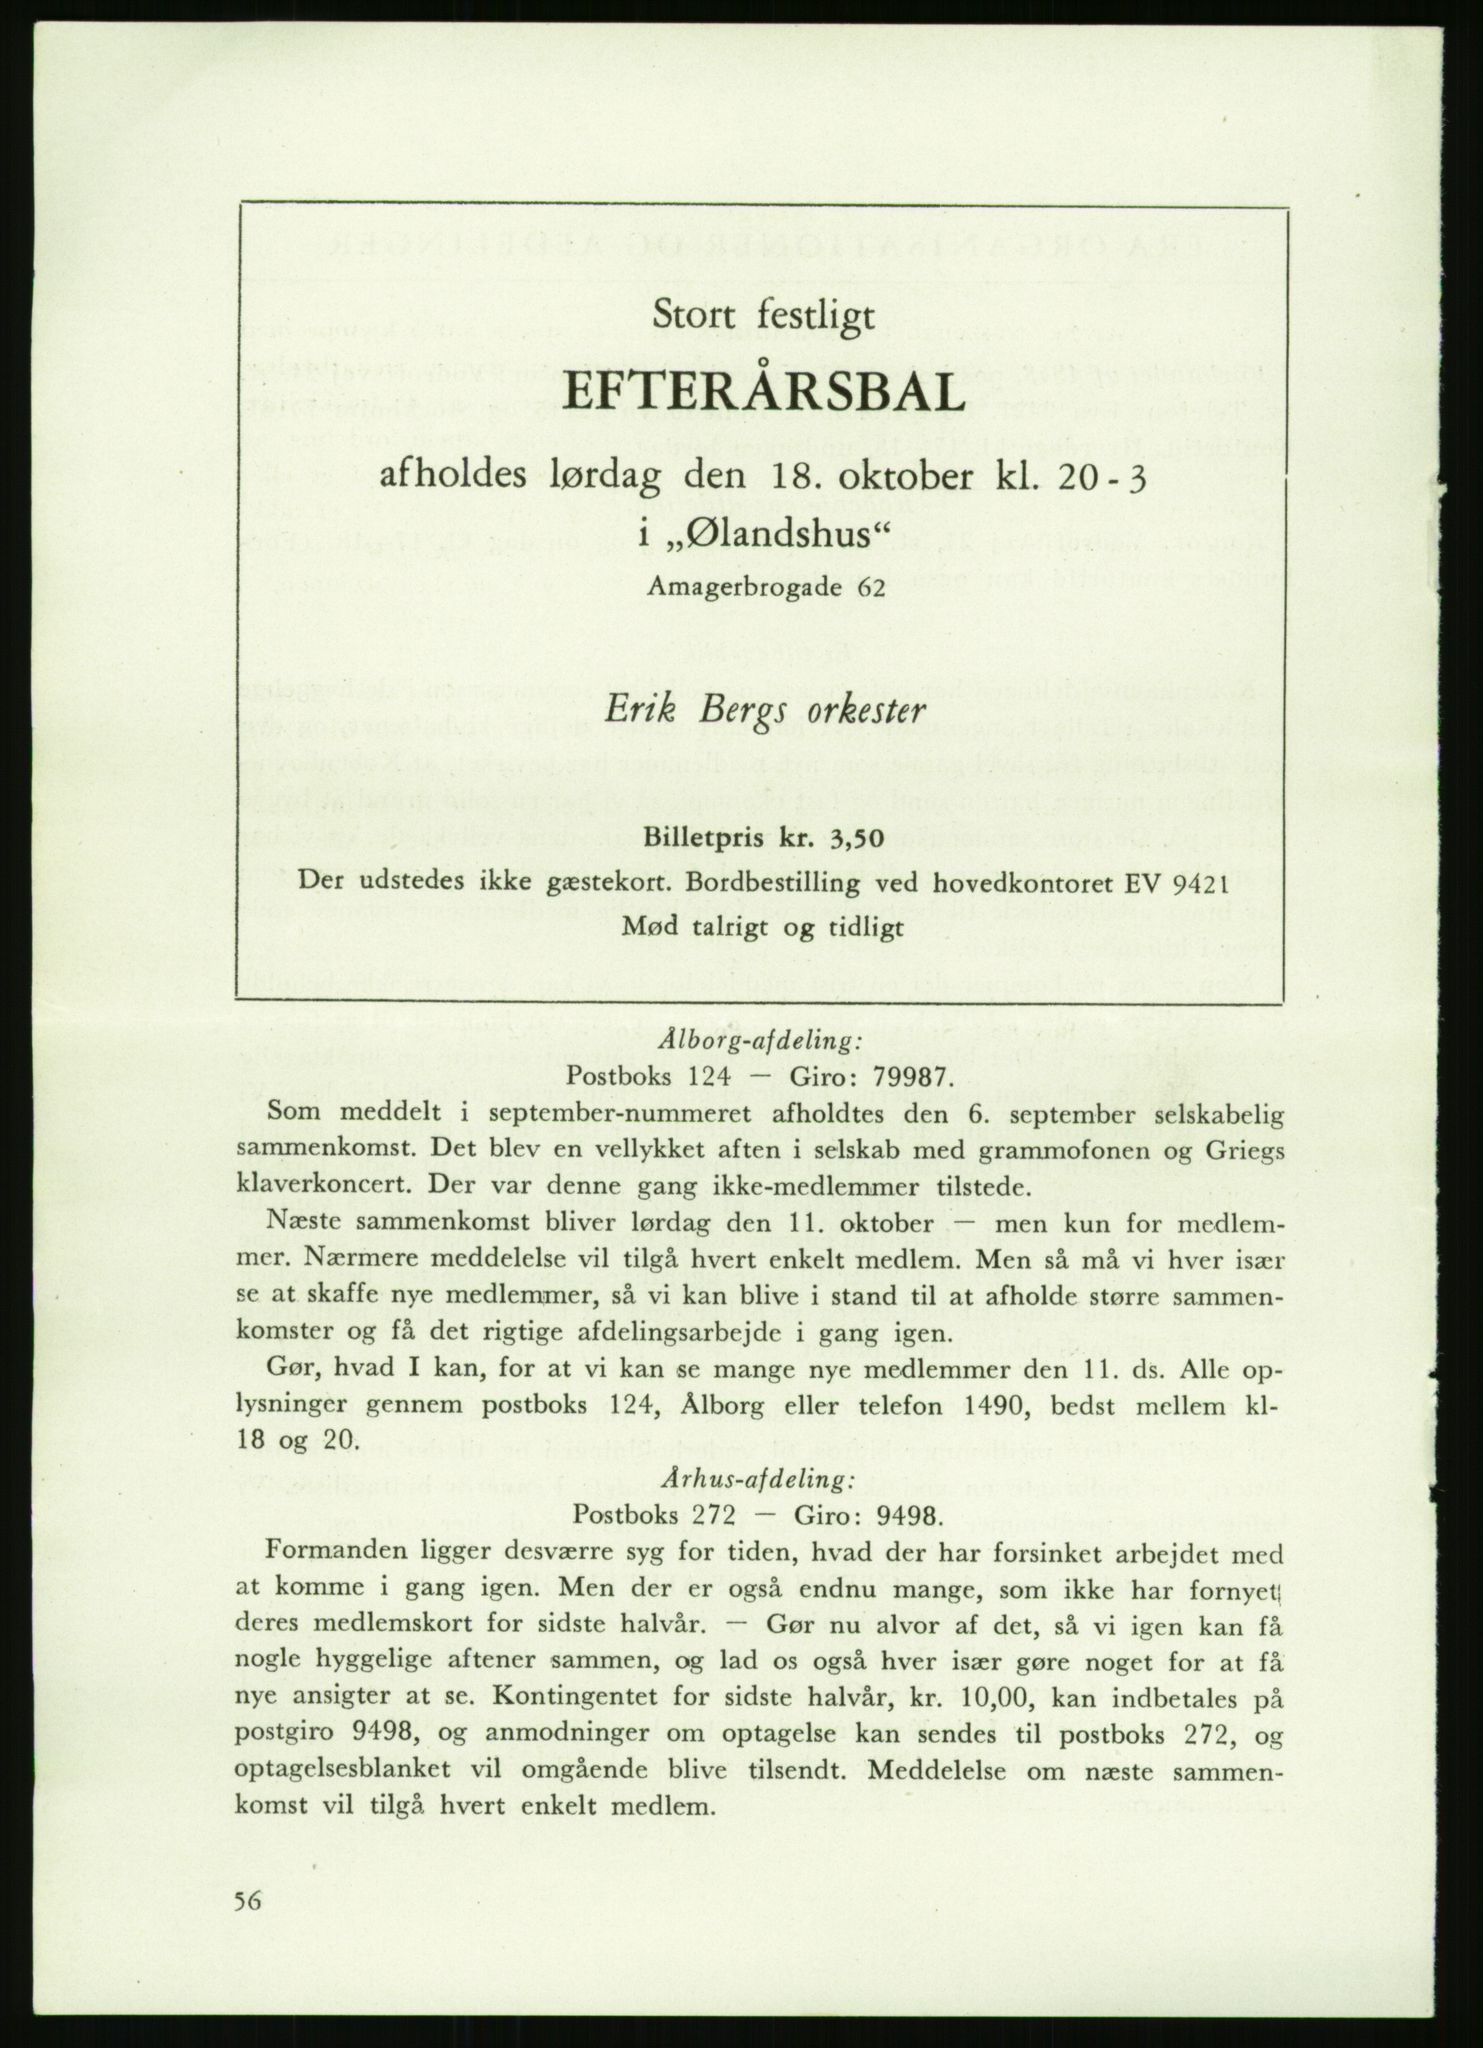 Stort festligt
EFTERÅRSBAL
afholdes lørdag den 18. oktober kl. 20 - 3
i „Ølandshus“
Amagerbrogade 62
Erik Bergs orkester
Billetpris kr. 3,50
Der udstedes ikke gæstekort. Bordbestilling ved hovedkontoret EV 9421
Mød talrigt og tidligt
Ålborg-afdeling:
Postboks 124 — Giro: 79987.
Som meddelt i september-nummeret afholdtes den 6. september selskabelig
sammenkomst. Det blev en vellykket aften i selskab med grammofonen og Griegs
klaverkoncert. Der var denne gang ikke-medlemmer tilstede.
Næste sammenkomst bliver lørdag den 11. oktober — men kun for medlem-
mer. Nærmere meddelelse vil tilgå hvert enkelt medlem. Men så må vi hver især
se at skaffe nye medlemmer, så vi kan blive i stand til at afholde større sammen-
komster og få det rigtige afdelingsarbejde i gang igen.
Gør, hvad I kan, for at vi kan se mange nye medlemmer den 11. ds. Alle op-
lysninger gennem postboks 124, Ålborg eller telefon 1490, bedst mellem kl-
18 og 20.
Århus-afdeling:
Postboks 272 — Giro: 9498.
Formanden ligger desværre syg for tiden, hvad der har forsinket arbejdet med
at komme i gang igen. Men der er også endnu mange, som ikke har fornyet
deres medlemskort for sidste halvår. — Gør nu alvor af det, så vi igen kan få
nogle hyggelige aftener sammen, og lad os også hver især gøre noget for at få
nye ansigter at se. Kontingentet for sidste halvår, kr. 10,00, kan indbetales på
postgiro 9498, og anmodninger om optagelse kan sendes til postboks 272, og
optagelsesblanket vil omgående blive tilsendt. Meddelelse om næste sammen-
komst vil tilgå hvert enkelt medlem.
56